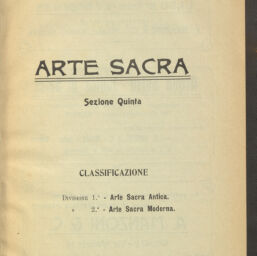 ARTE SACRA
Sezione Quinta
CLASSIFICAZIONE
Divisione 1.ª - Arte Sacra Antica.
» 2.ª - Arte Sacra Moderna.